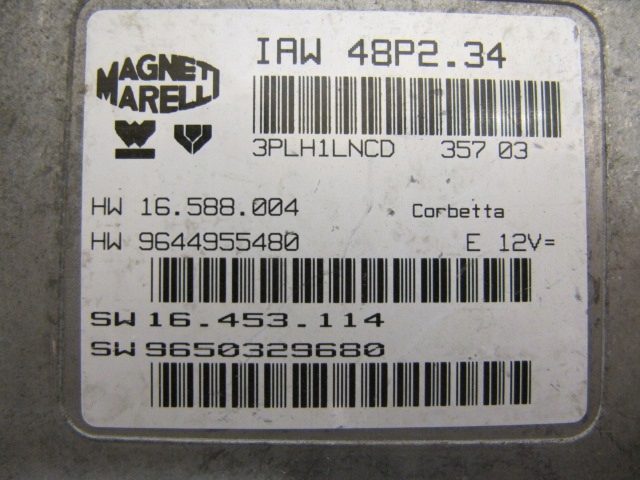 MAGNETI
MARELLI
IAW 48P2.34
3PLH1LNCD 357 03
HW 16.588.004 Corbetta
HW 9644955480 E 12V=
SW 16.453.114
SW 9650329680